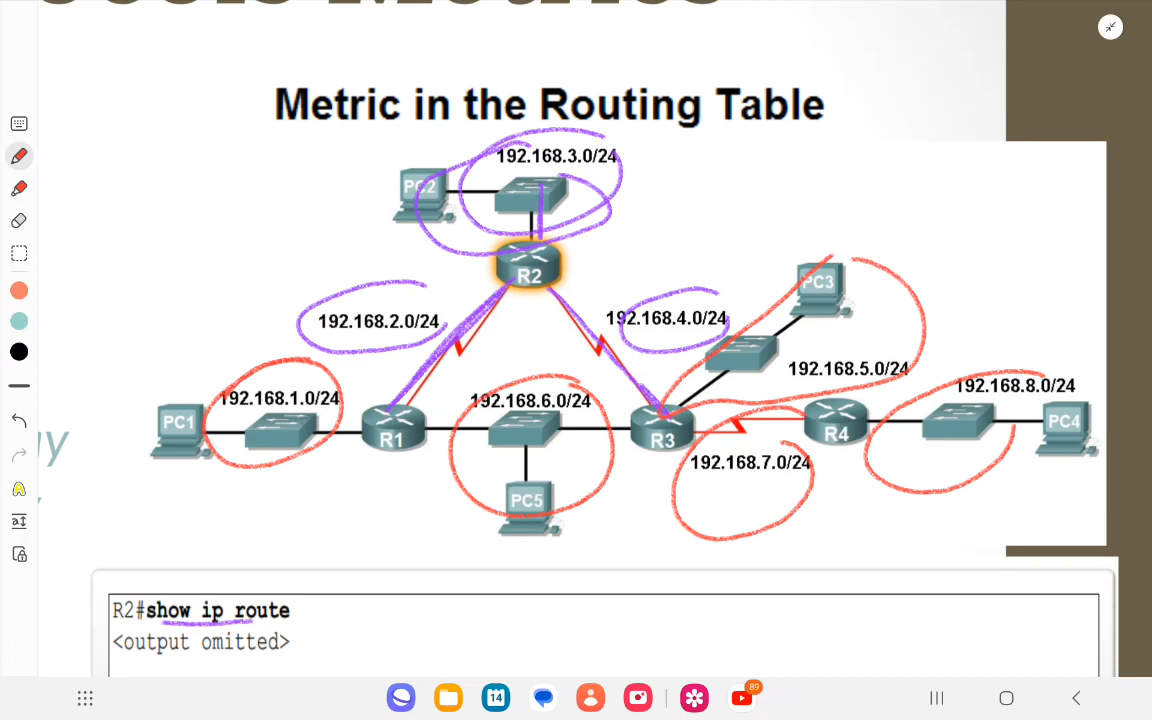 Metric in the Routing Table
192.168.3.0/24
PC2
R2
PC3
192.168.2.0/24
192.168.4.0/24
192.168.5.0/24
192.168.1.0/24
192.168.6.0/24
192.168.8.0/24
PC1
R1
R3
R4
PC4
192.168.7.0/24
gy
PC5
R2#show ip route
<output omitted>
14
89